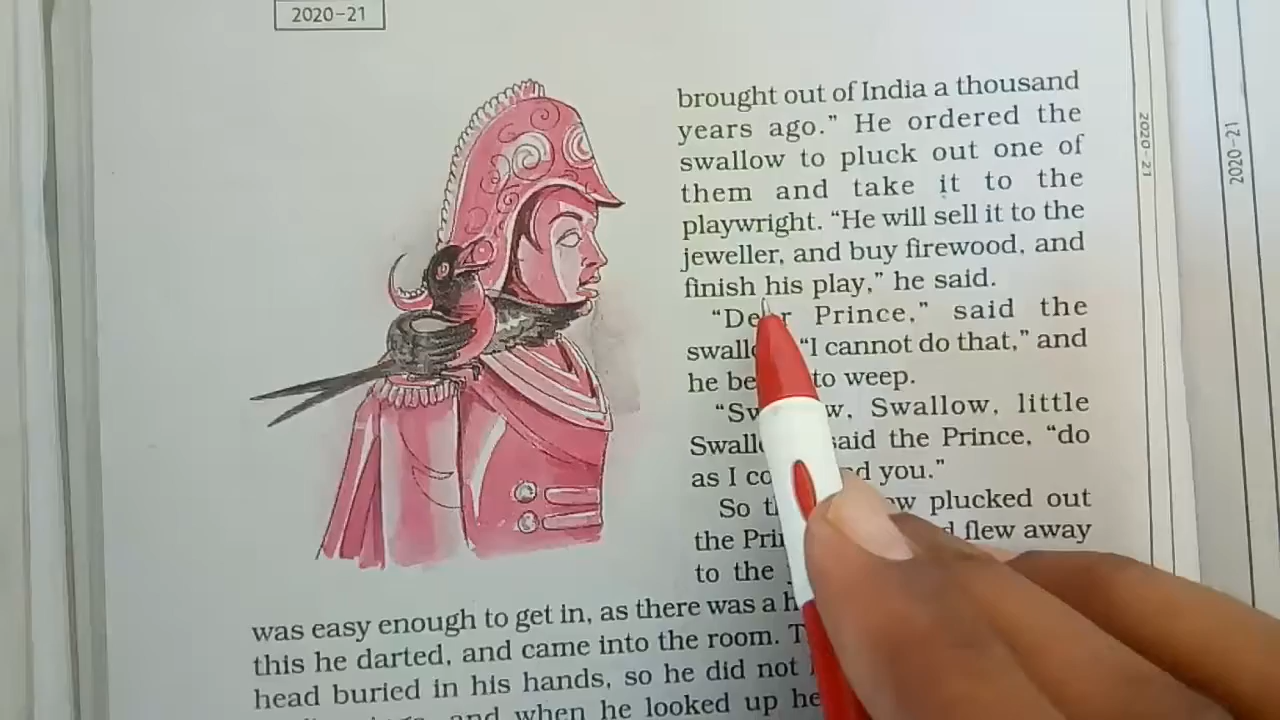 2020-21
brought out of India a thousand
years ago.” He ordered the
swallow to pluck out one of
them and take it to the
playwright. “He will sell it to the
jeweller, and buy firewood, and
finish his play,” he said.
“Dear Prince,” said the
“I cannot do that,” and
he to weep.
Swallow, little
said the Prince, “do
as I you.”
So plucked out
the flew away
to the
was easy enough to get in, as there was a
this he darted, and came into the room.
head buried in his hands, so he did not
and when he looked up he
2020-21
2020-21